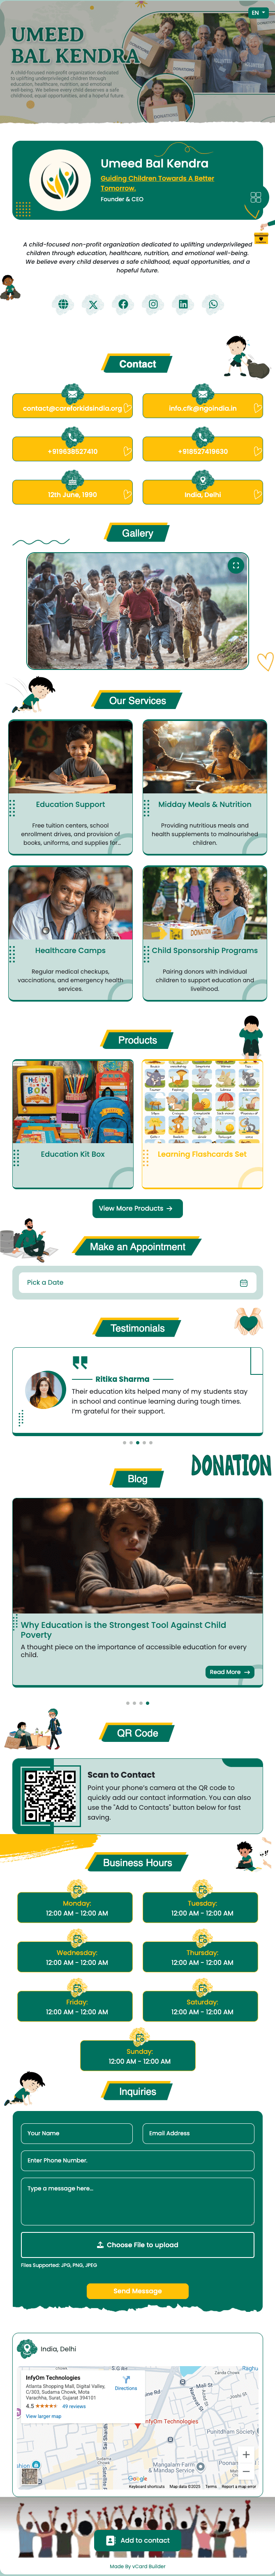 UMEED
BAL KENDRA
A child-focused non-profit organization dedicated
to uplifting underprivileged children through
education, healthcare, nutrition, and emotional
well-being. We believe every child deserves a safe
childhood, equal opportunities, and a hopeful future.
EN
Umeed Bal Kendra
Guiding Children Towards A Better
Tomorrow.
Founder & CEO
A child-focused non-profit organization dedicated to uplifting underprivileged
children through education, healthcare, nutrition, and emotional well-being.
We believe every child deserves a safe childhood, equal opportunities, and a
hopeful future.
Contact
contact@careforkidsindia.org
info.cfk@ngoindia.in
+919638527410
+918527419630
12th June, 1990
India, Delhi
Gallery
Our Services
Education Support
Free tuition centers, school
enrollment drives, and provision of
books, uniforms, and supplies for...
Midday Meals & Nutrition
Providing nutritious meals and
health supplements to malnourished
children.
Healthcare Camps
Regular medical checkups,
vaccinations, and emergency health
services.
DONATION
Child Sponsorship Programs
Pairing donors with individual
children to support education and
livelihood.
Products
Education Kit Box
Learning Flashcards Set
View More Products →
Make an Appointment
Pick a Date
Testimonials
Ritika Sharma
Their education kits helped many of my students stay
in school and continue learning during tough times.
I'm grateful for their support.
DONATION
Blog
Why Education is the Strongest Tool Against Child
Poverty
A thought piece on the importance of accessible education for every
child.
Read More →
QR Code
Scan to Contact
Point your phone's camera at the QR code to
quickly add our contact information. You can also
use the "Add to Contacts" button below for fast
saving.
Business Hours
Monday:
12:00 AM - 12:00 AM
Tuesday:
12:00 AM - 12:00 AM
Wednesday:
12:00 AM - 12:00 AM
Thursday:
12:00 AM - 12:00 AM
Friday:
12:00 AM - 12:00 AM
Saturday:
12:00 AM - 12:00 AM
Sunday:
12:00 AM - 12:00 AM
Inquiries
Your Name
Email Address
Enter Phone Number.
Type a message here...
Choose File to upload
Files Supported: JPG, PNG, JPEG
Send Message
India, Delhi
InfyOm Technologies
Atlanta Shopping Mall, Digital Valley,
C/303, Sudama Chowk, Mota
Varachha, Surat, Gujarat 394101
4.5 49 reviews
View larger map
Directions
InfyOm Technologies
Mangalam Farm
& Mandap Service
Google
Keyboard shortcuts Map data ©2025 Terms Report a map error
Add to contact
Made By vCard Builder